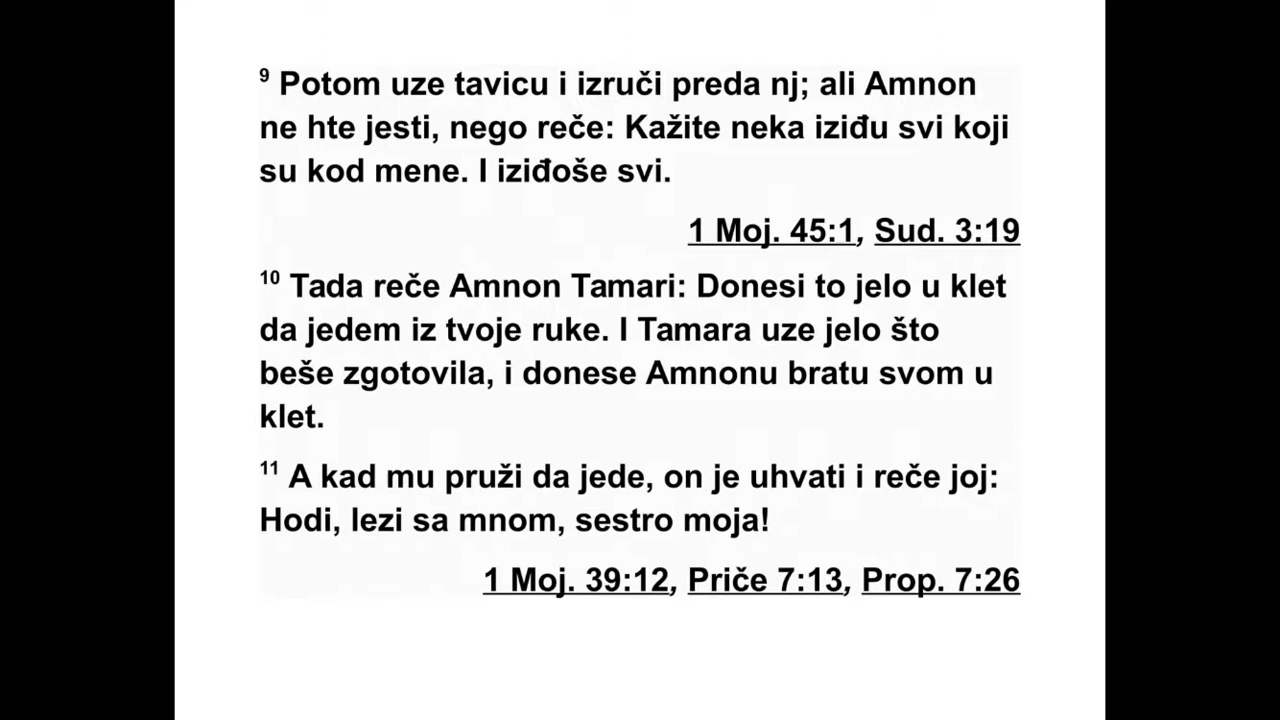 9 Potom uze tavicu i izruči preda nj; ali Amnon
ne hte jesti, nego reče: Kažite neka iziđu svi koji
su kod mene. I iziđoše svi.
1 Moj. 45:1, Sud. 3:19
10 Tada reče Amnon Tamari: Donesi to jelo u klet
da jedem iz tvoje ruke. I Tamara uze jelo što
beše zgotovila, i donese Amnonu bratu svom u
klet.
11 A kad mu pruži da jede, on je uhvati i reče joj:
Hodi, lezi sa mnom, sestro moja!
1 Moj. 39:12, Priče 7:13, Prop. 7:26